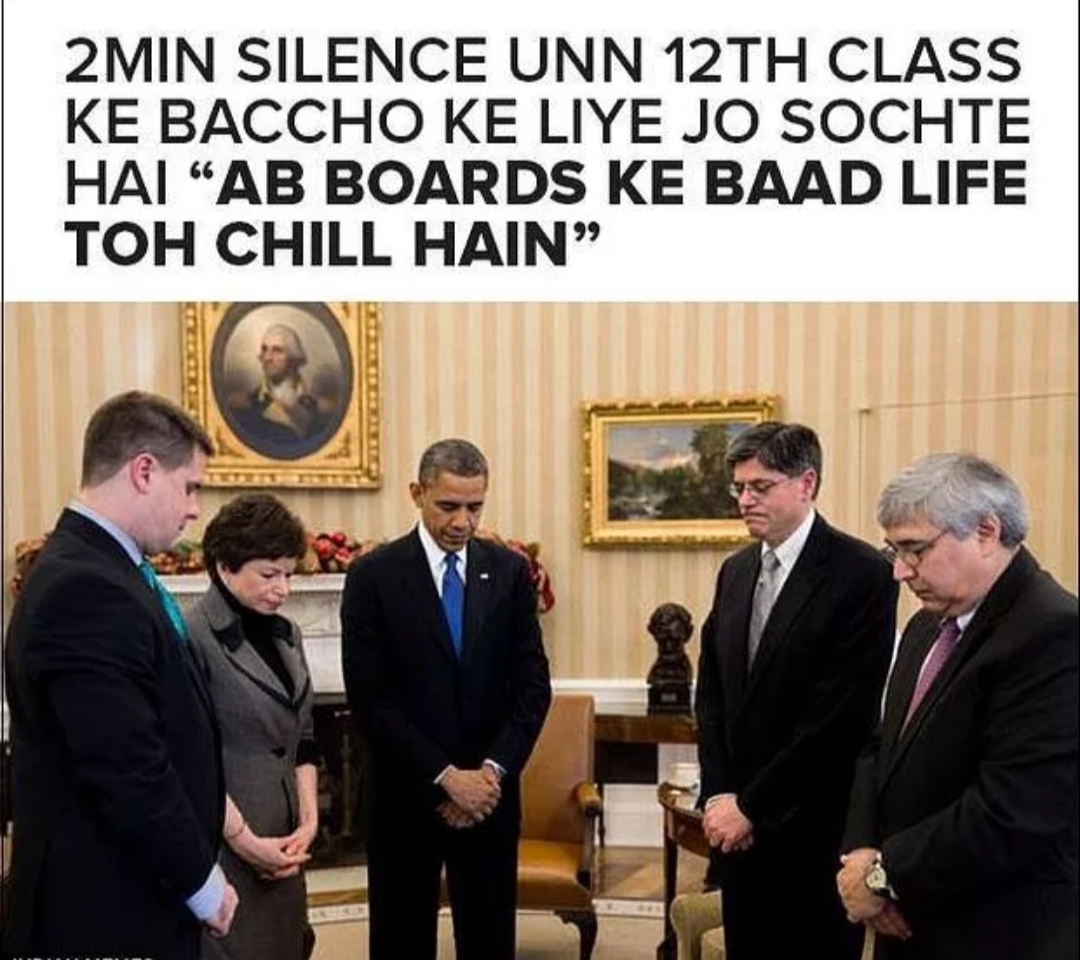 2MIN SILENCE UNN 12TH CLASS
KE BACCHO KE LIYE JO SOCHTE
HAI “AB BOARDS KE BAAD LIFE
TOH CHILL HAIN”